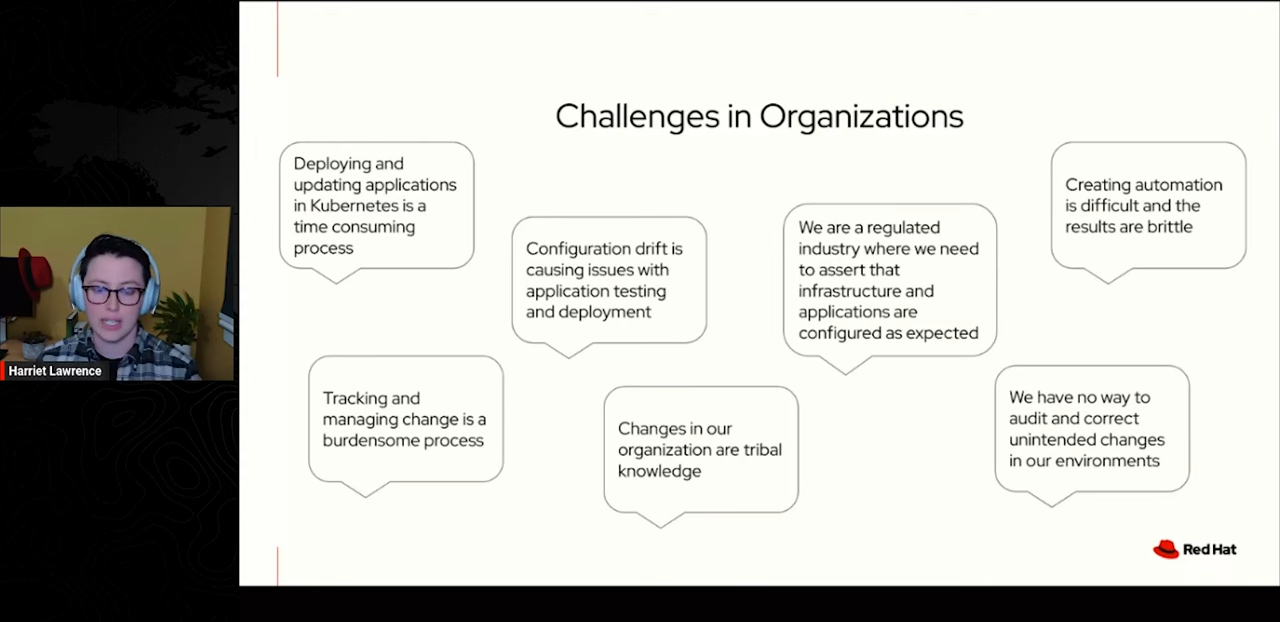 Challenges in Organizations
Deploying and
updating applications
in Kubernetes is a
time consuming
process
Configuration drift is
causing issues with
application testing
and deployment
We are a regulated
industry where we need
to assert that
infrastructure and
applications are
configured as expected
Creating automation
is difficult and the
results are brittle
Tracking and
managing change is a
burdensome process
Changes in our
organization are tribal
knowledge
We have no way to
audit and correct
unintended changes
in our environments
Harriet Lawrence
Red Hat